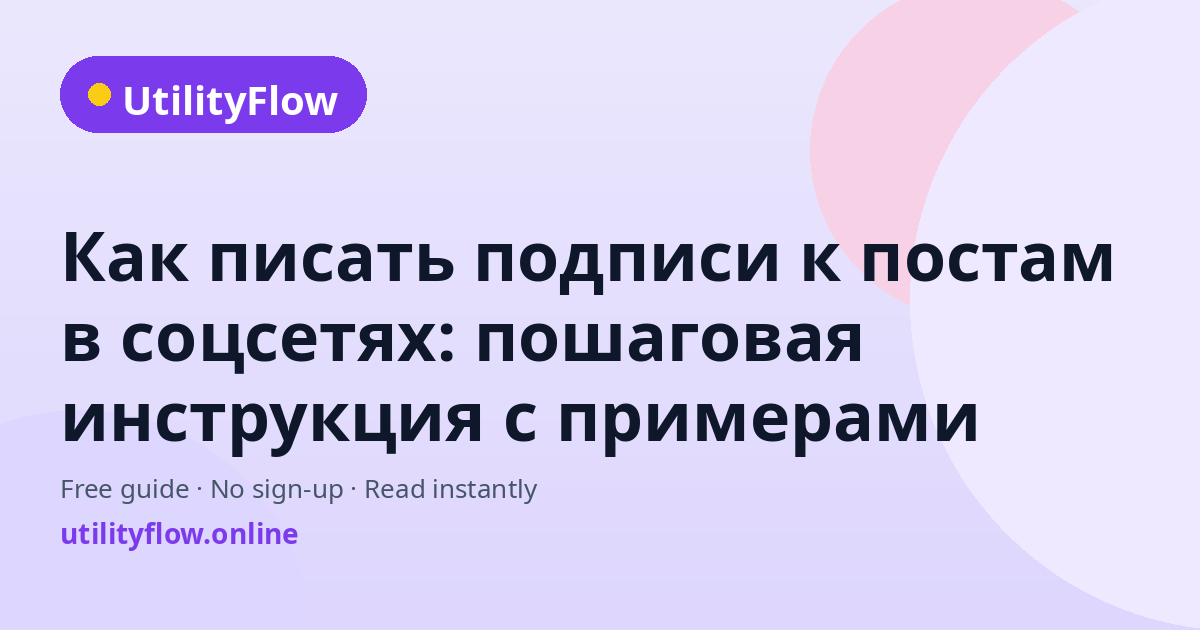 UtilityFlow
Как писать подписи к постам
в соцсетях: пошаговая
инструкция с примерами
Free guide · No sign-up · Read instantly
utilityflow.online